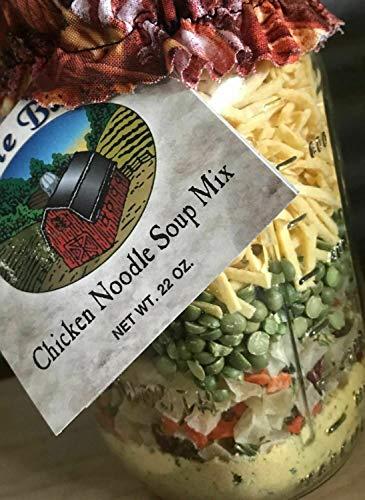 Chicken Noodle Soup Mix
NET WT. 22 OZ.